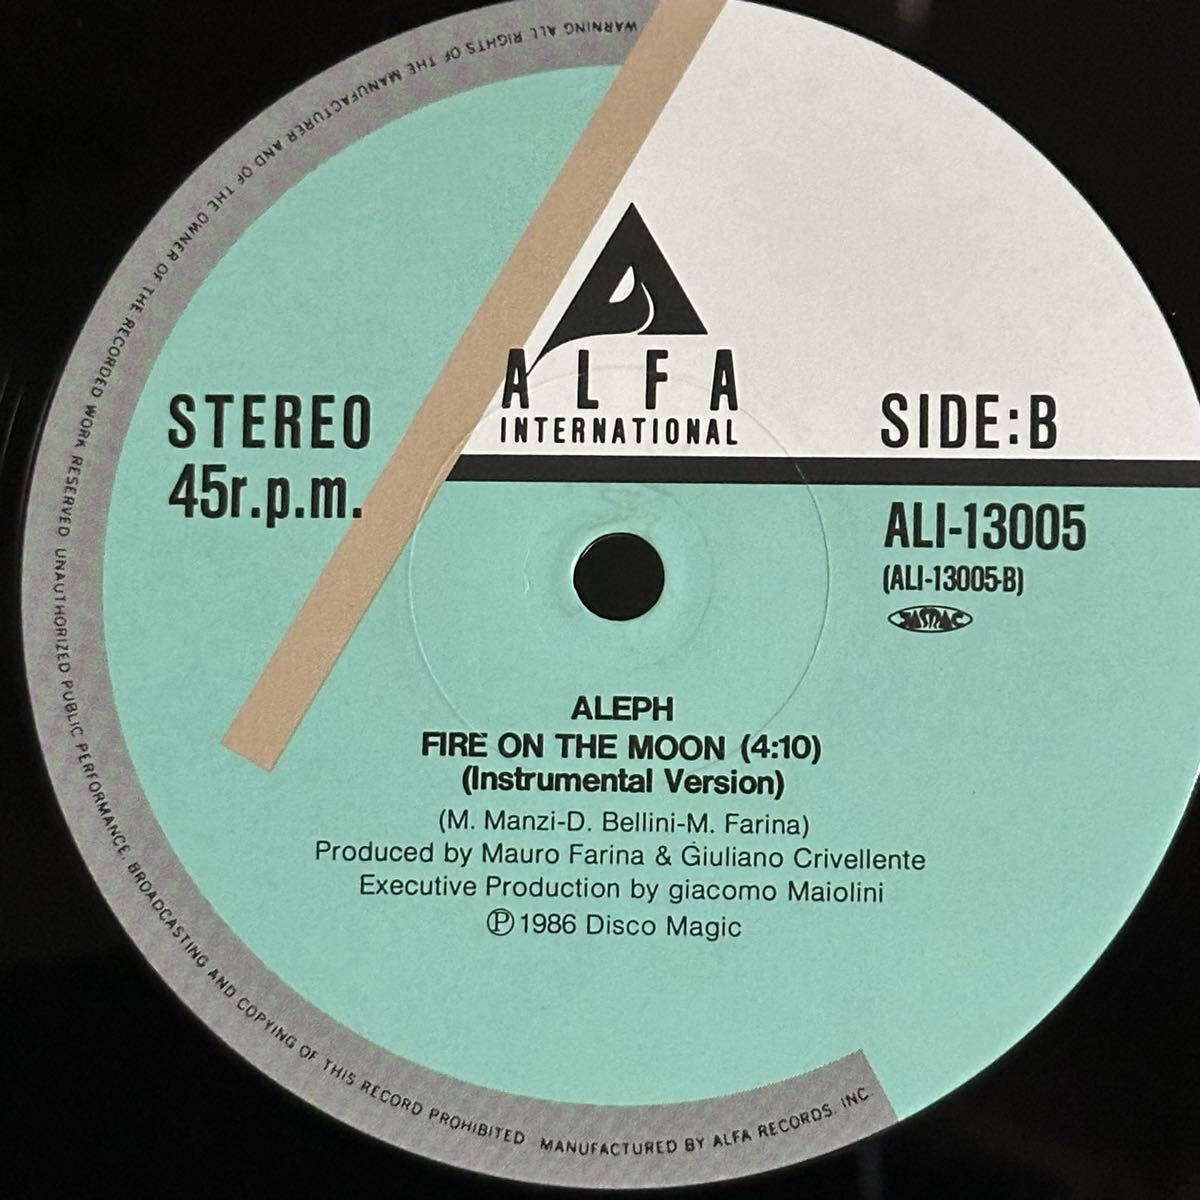 WARNING ALL RIGHTS OF THE MANUFACTURER AND OF THE OWNER OF THE RECORDED WORK RESERVED UNAUTHORIZED PUBLIC PERFORMANCE, BROADCASTING AND COPYING OF THIS RECORD PROHIBITED MANUFACTURED BY ALFA RECORDS, INC.
ALFA
INTERNATIONAL
STEREO
45r.p.m.
SIDE:B
ALI-13005
(ALI-13005-B)
JASRAC
ALEPH
FIRE ON THE MOON (4:10)
(Instrumental Version)
(M. Manzi-D. Bellini-M. Farina)
Produced by Mauro Farina & Giuliano Crivellente
Executive Production by giacomo Maiolini
Ⓟ 1986 Disco Magic